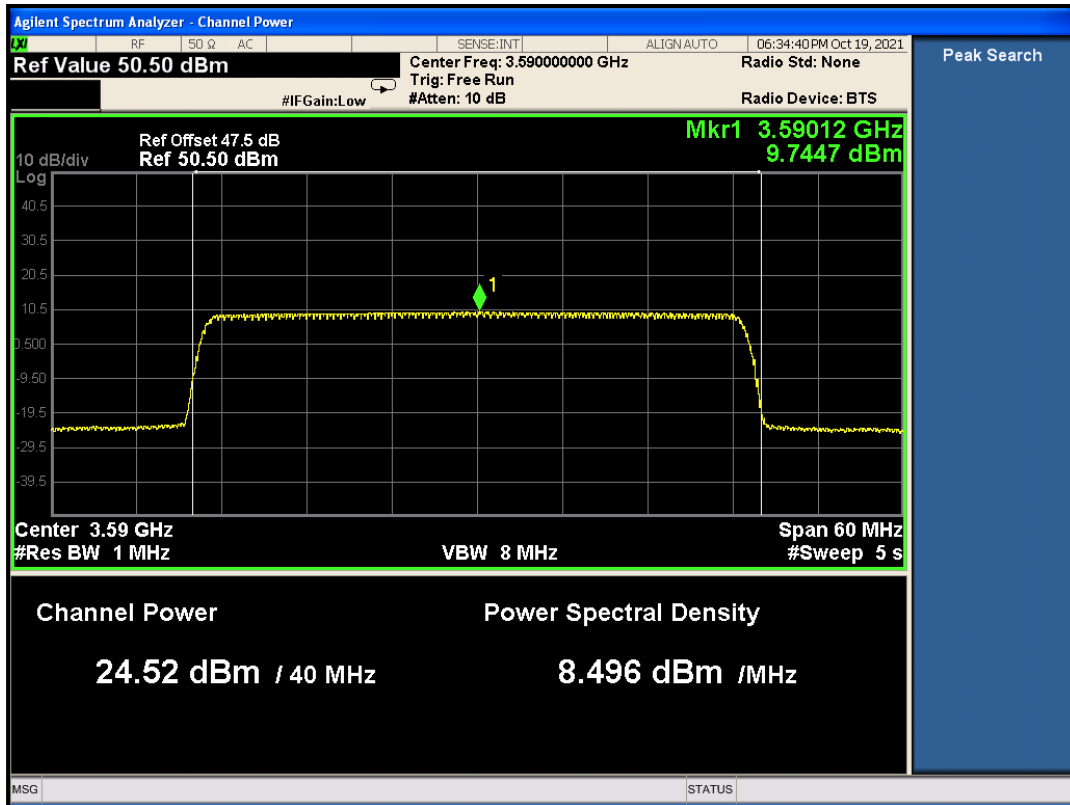 Agilent Spectrum Analyzer - Channel Power
LXI RF 50 Ω AC SENSE:INT ALIGN AUTO 06:34:40 PM Oct 19, 2021
Ref Value 50.50 dBm
Center Freq: 3.590000000 GHz
Radio Std: None
Trig: Free Run
#IFGain:Low
#Atten: 10 dB
Radio Device: BTS
Peak Search
Mkr1 3.59012 GHz
9.7447 dBm
Ref Offset 47.5 dB
10 dB/div Ref 50.50 dBm
Log
40.5
30.5
20.5
1
10.5
0.500
-9.50
-19.5
-29.5
-39.5
Center 3.59 GHz Span 60 MHz
#Res BW 1 MHz VBW 8 MHz #Sweep 5 s
Channel Power Power Spectral Density
24.52 dBm / 40 MHz 8.496 dBm /MHz
MSG STATUS